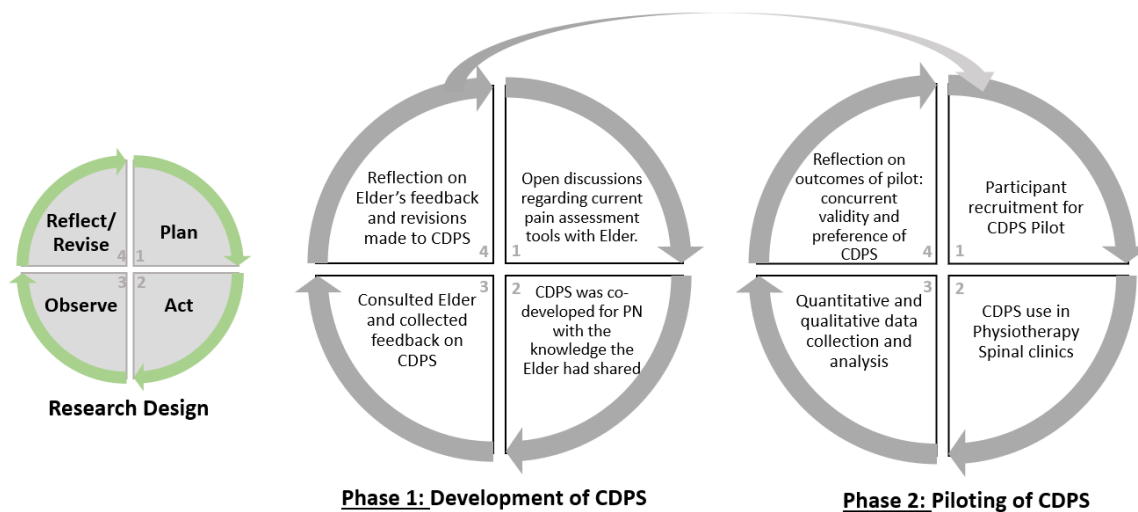 Reflect/
Revise
4
1
Plan
3
Observe
2
Act
Research Design
Reflection on
Elder's feedback
and revisions
made to CDPS
4
Open discussions
regarding current
pain assessment
tools with Elder.
1
3
Consulted Elder
and collected
feedback on
CDPS
2
CDPS was co-
developed for PN
with the
knowledge the
Elder had shared
Phase 1: Development of CDPS
Reflection on
outcomes of pilot:
concurrent
validity and
preference of
CDPS
4
Participant
recruitment for
CDPS Pilot
1
3
Quantitative and
qualitative data
collection and
analysis
2
CDPS use in
Physiotherapy
Spinal clinics
Phase 2: Piloting of CDPS